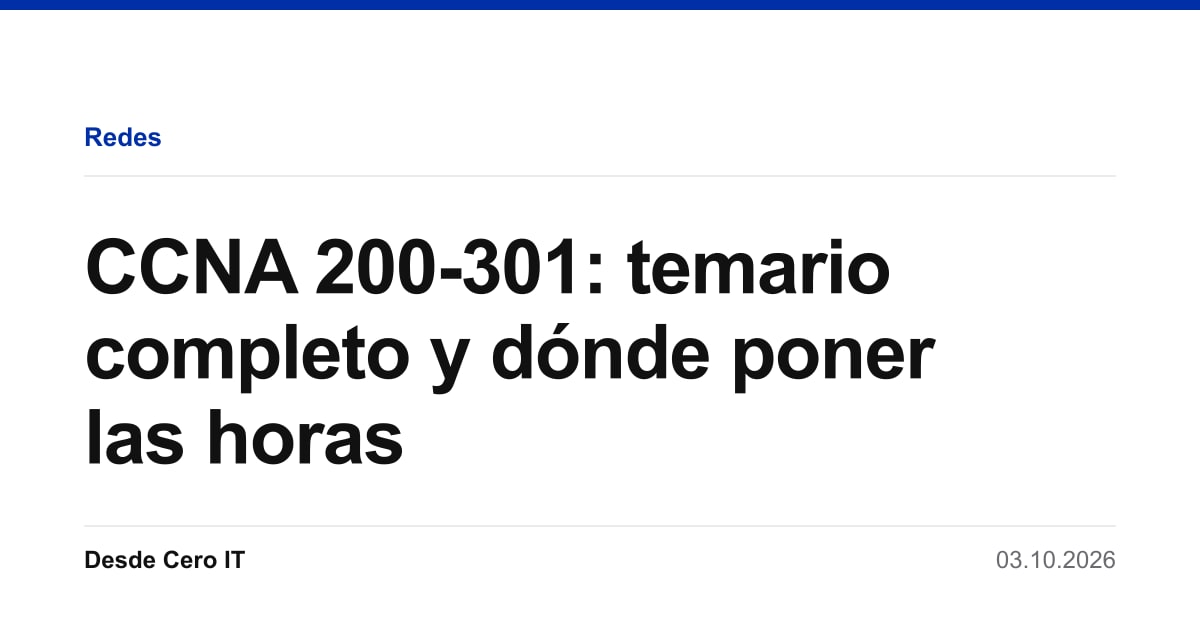 Redes
CCNA 200-301: temario
completo y dónde poner
las horas
Desde Cero IT
03.10.2026